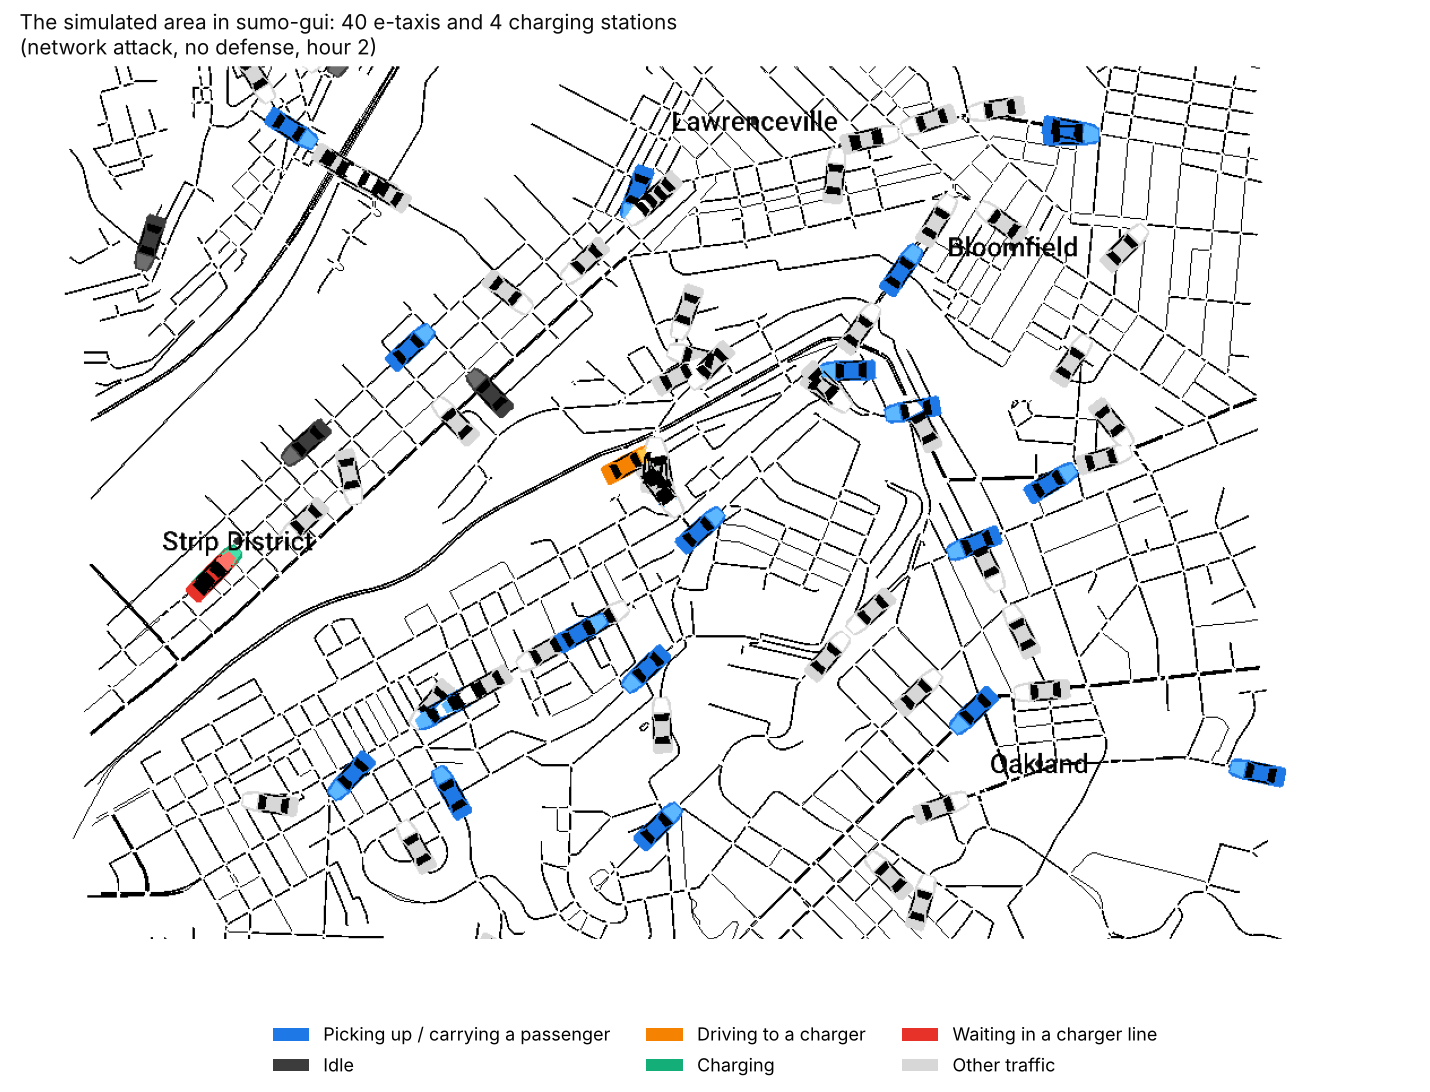 The simulated area in sumo-gui: 40 e-taxis and 4 charging stations
(network attack, no defense, hour 2)
Lawrenceville
Bloomfield
Strip District
Oakland
Picking up / carrying a passenger
Driving to a charger
Waiting in a charger line
Idle
Charging
Other traffic